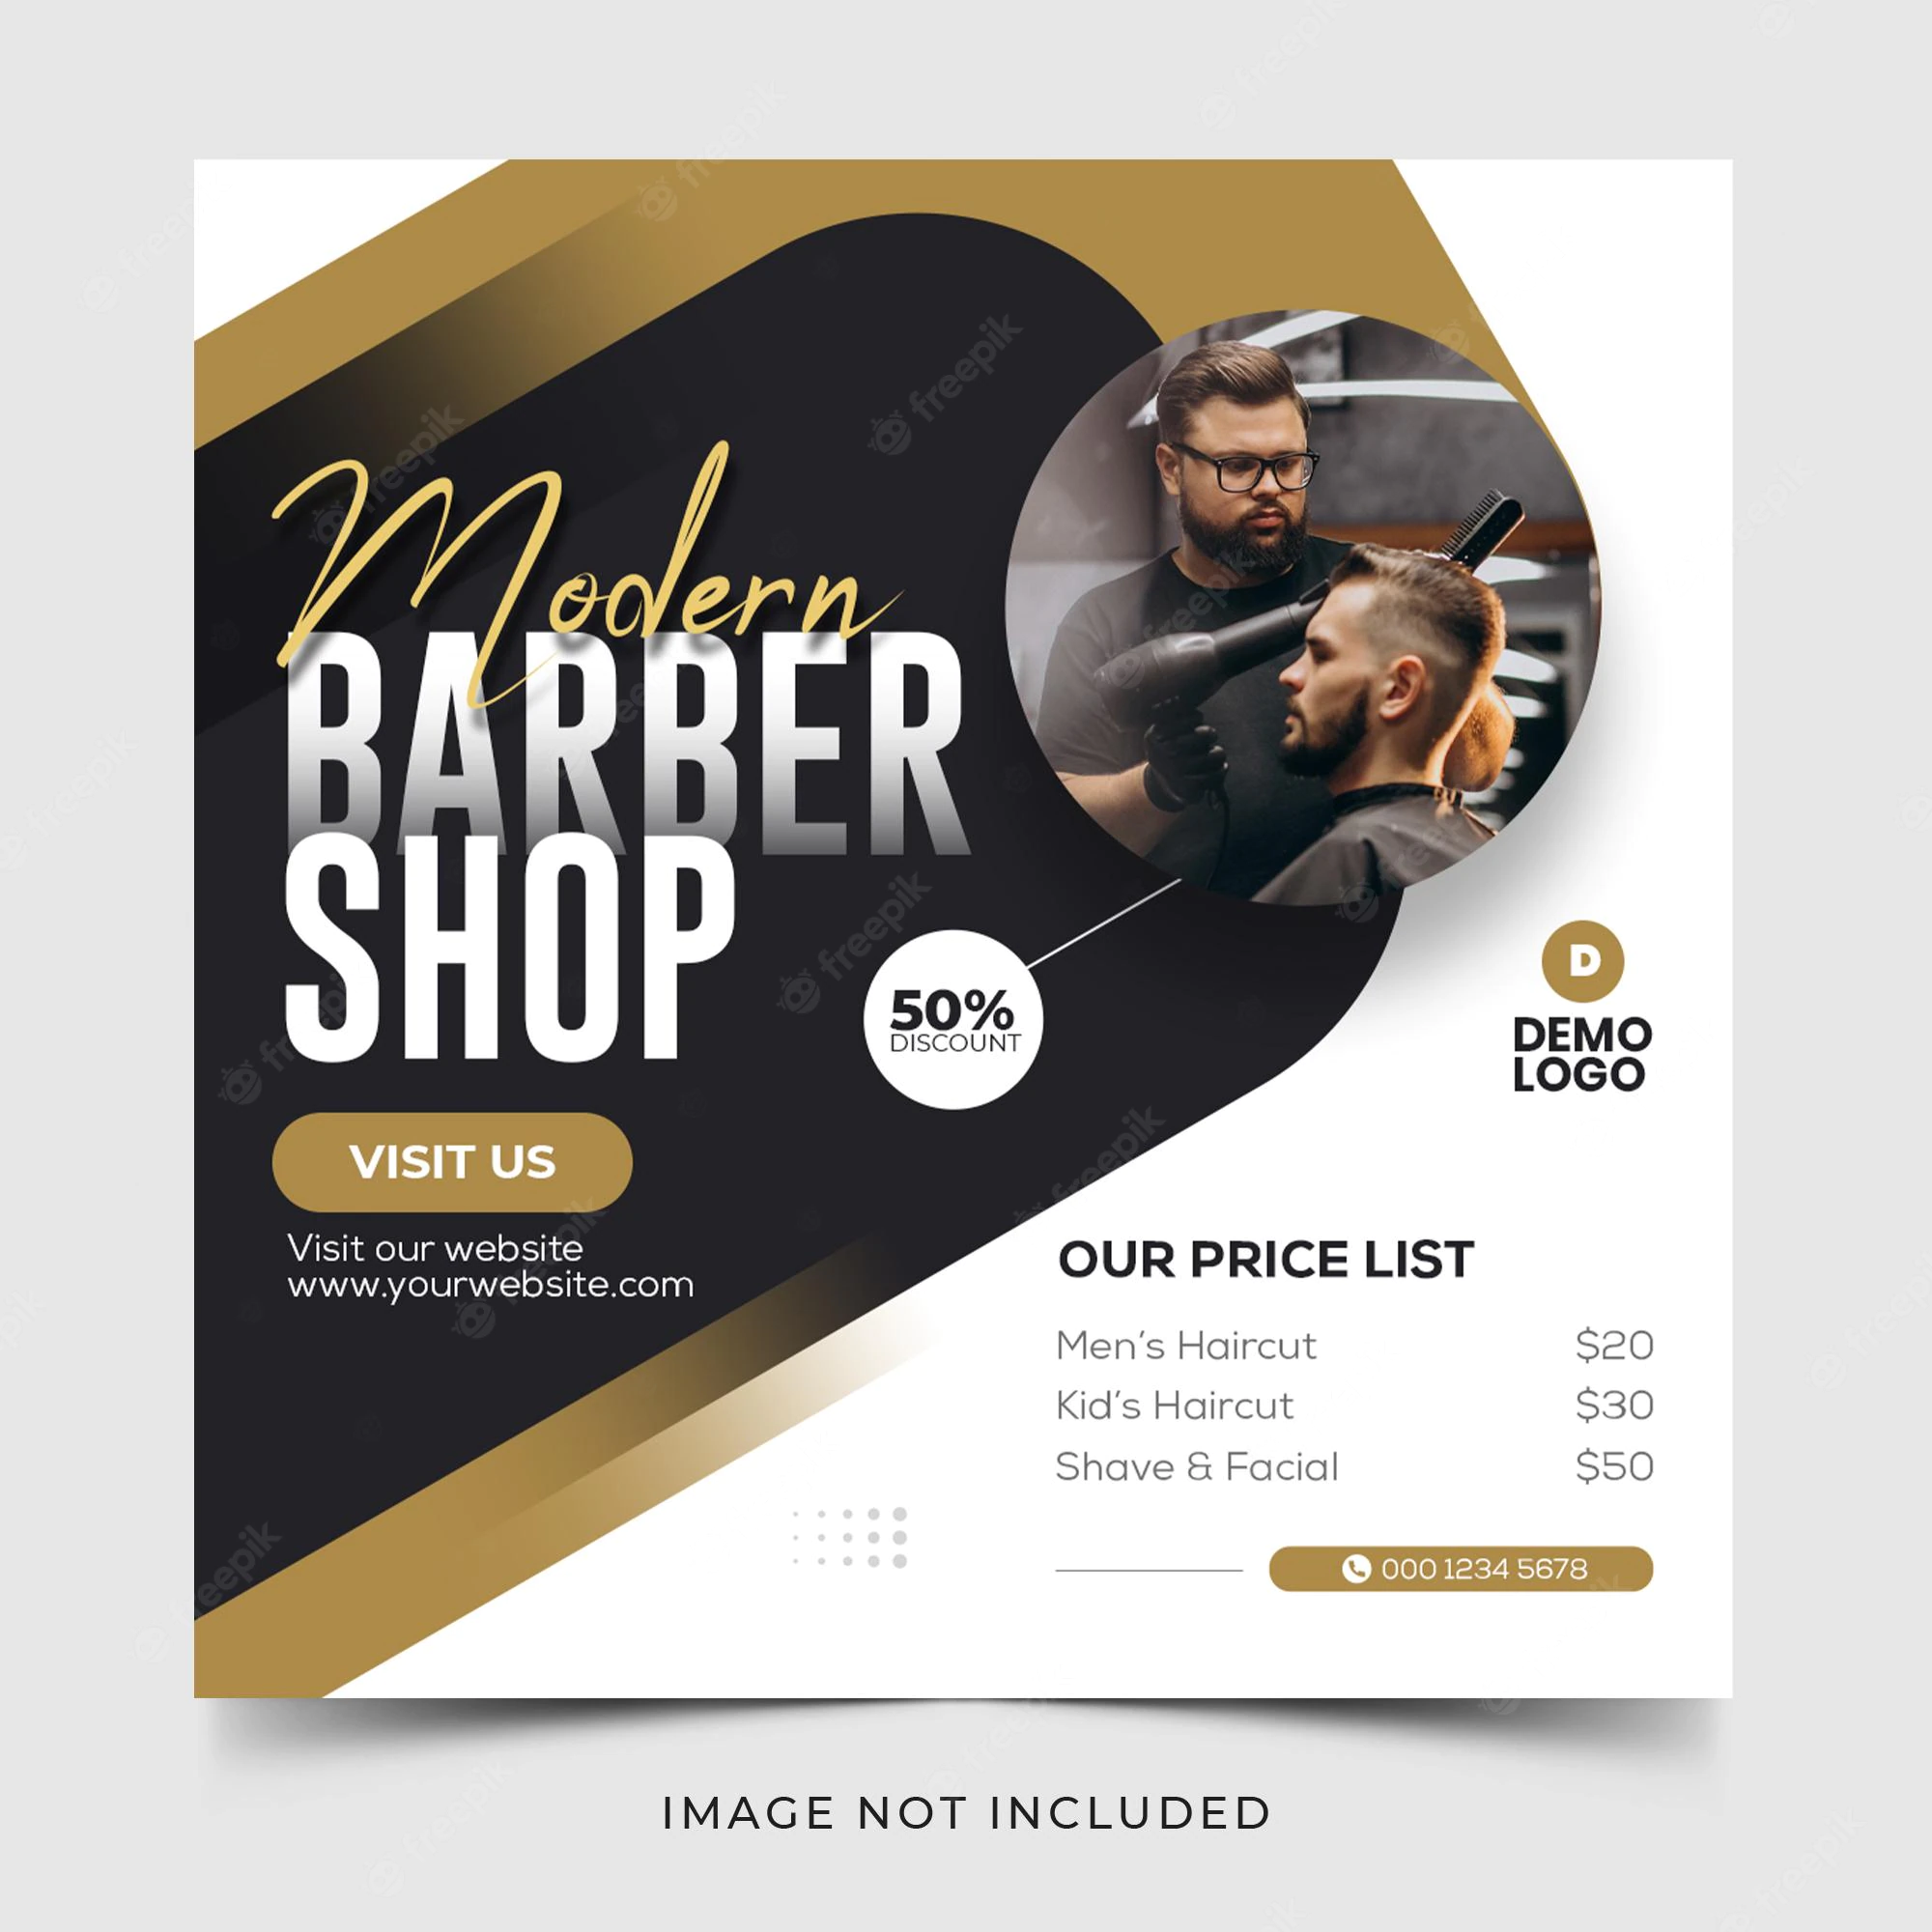 Modern
BARBER
SHOP
50%
DISCOUNT
D
DEMO
LOGO
VISIT US
Visit our website
www.yourwebsite.com
OUR PRICE LIST
Men's Haircut $20
Kid's Haircut $30
Shave & Facial $50
000 1234 5678
IMAGE NOT INCLUDED
freepik